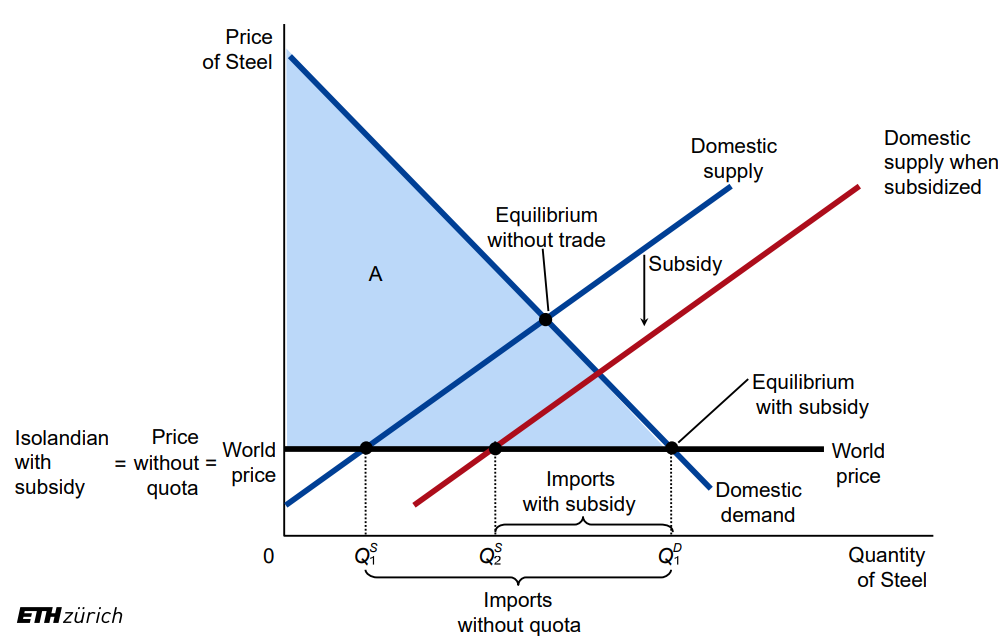 Price
of Steel
Domestic
supply
Domestic
supply when
subsidized
Equilibrium
without trade
Subsidy
A
Equilibrium
with subsidy
Isolandian
with
subsidy
=
Price
without
quota
=
World
price
World
price
Imports
with subsidy
Domestic
demand
0
Q₁ˢ
Q₂ˢ
Q₁ᴰ
Quantity
of Steel
Imports
without quota
ETH zürich